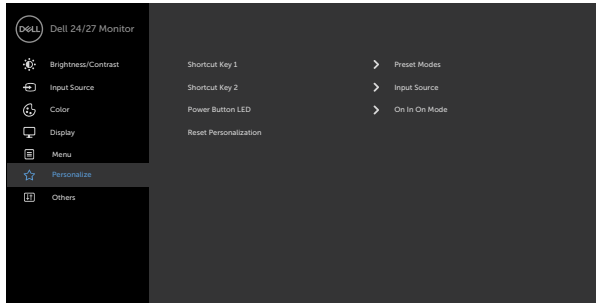 DELL Dell 24/27 Monitor
Brightness/Contrast
Input Source
Color
Display
Menu
Personalize
Others
Shortcut Key 1 Preset Modes
Shortcut Key 2 Input Source
Power Button LED On In On Mode
Reset Personalization